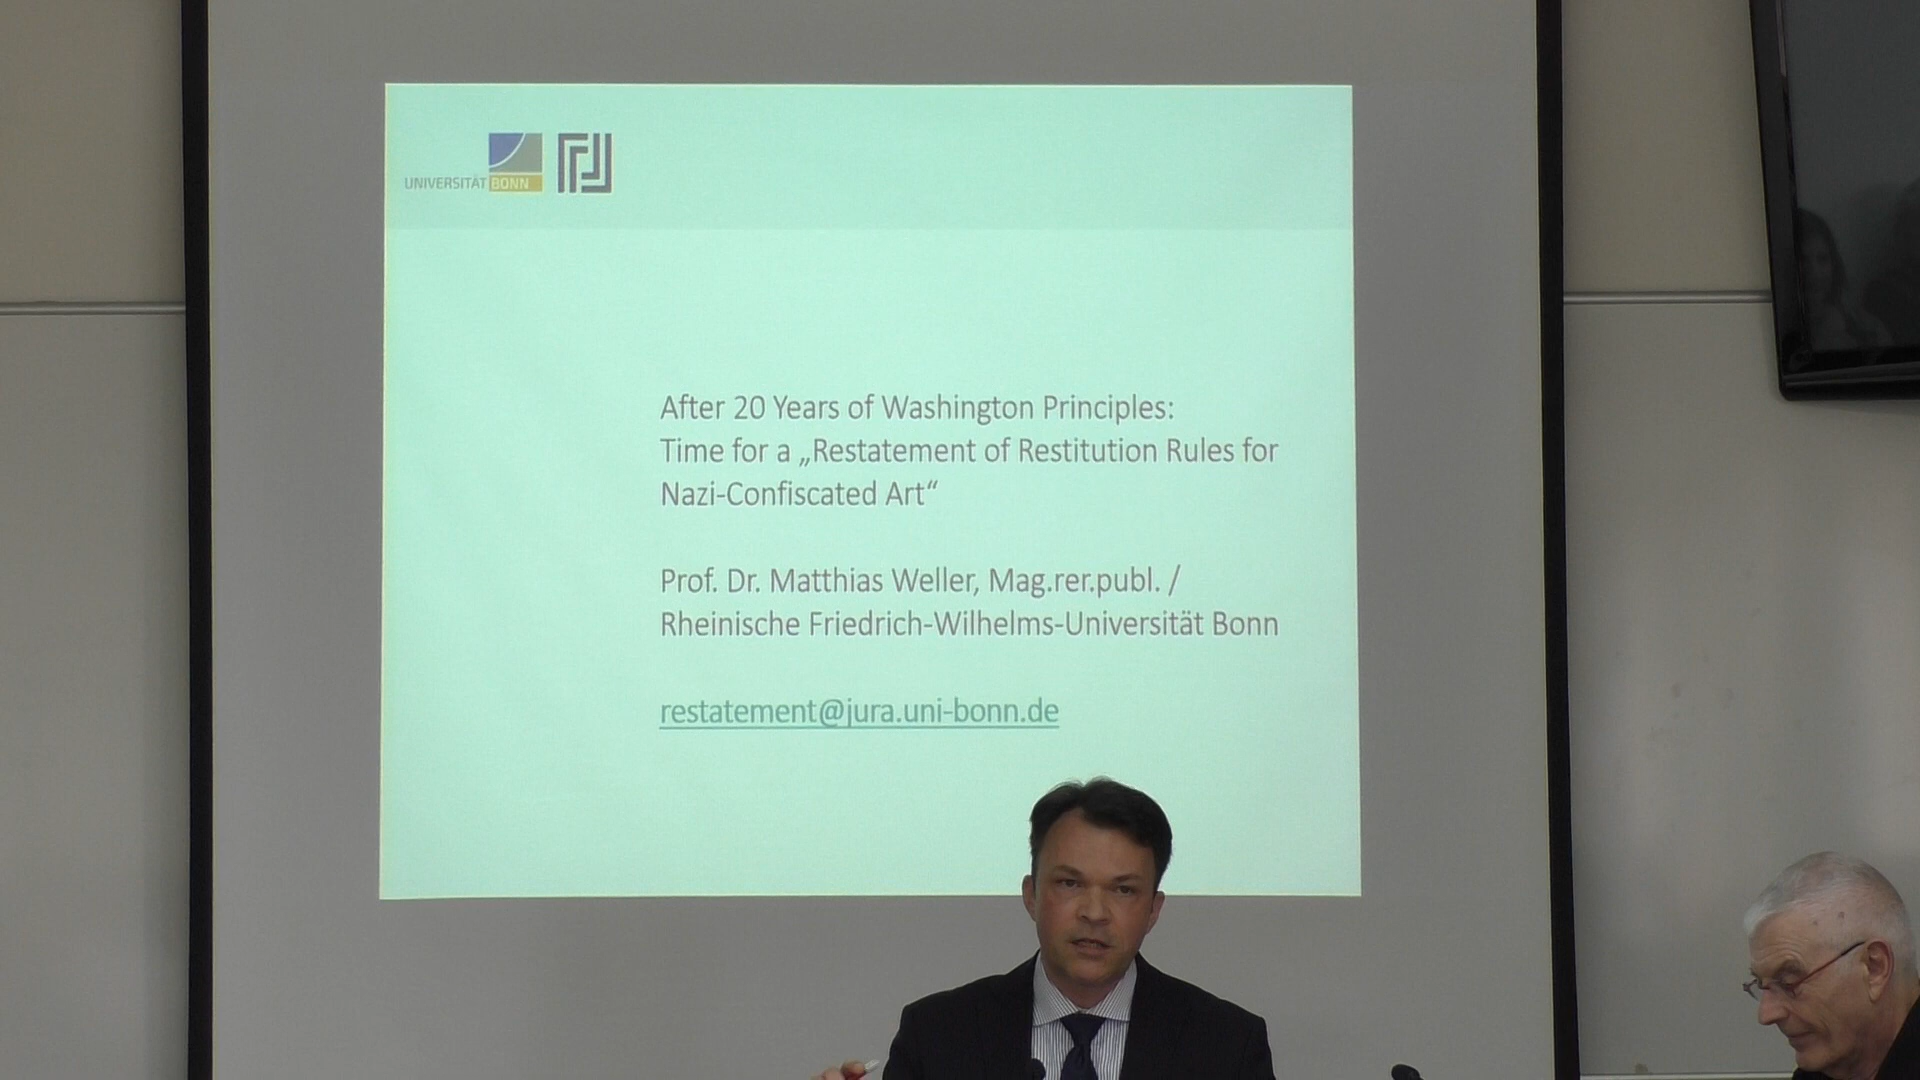 UNIVERSITÄT BONN
After 20 Years of Washington Principles:
Time for a „Restatement of Restitution Rules for
Nazi-Confiscated Art“
Prof. Dr. Matthias Weller, Mag.rer.publ. /
Rheinische Friedrich-Wilhelms-Universität Bonn
restatement@jura.uni-bonn.de